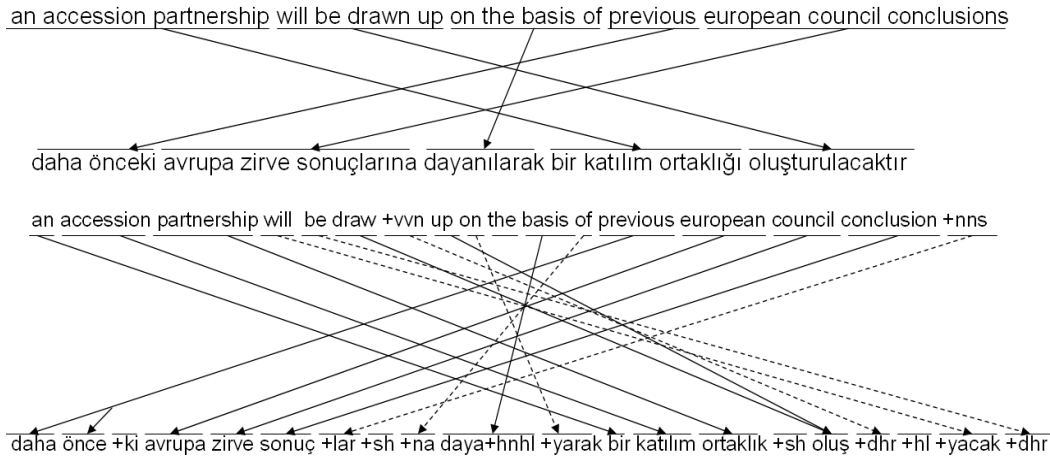 an accession partnership will be drawn up on the basis of previous european council conclusions
daha önceki avrupa zirve sonuçlarına dayanılarak bir katılım ortaklığı oluşturulacaktır
an accession partnership will be draw +vvn up on the basis of previous european council conclusion +nns
daha önce +ki avrupa zirve sonuç +lar +sh +na daya+hnhl +yarak bir katılım ortaklık +sh oluş +dhr +hl +yacak +dhr